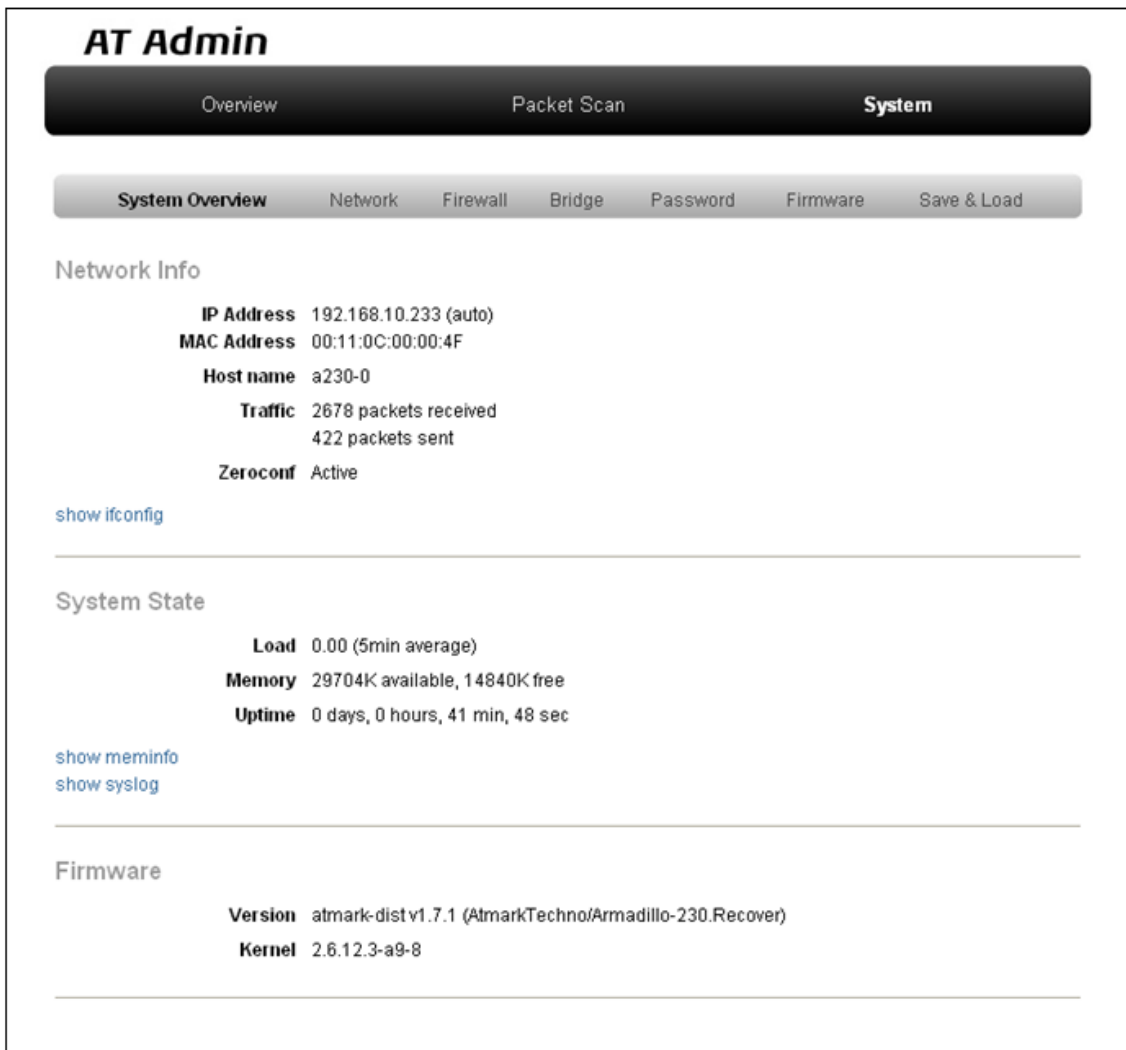 AT Admin
Overview Packet Scan System
System Overview Network Firewall Bridge Password Firmware Save & Load
Network Info
IP Address 192.168.10.233 (auto)
MAC Address 00:11:0C:00:00:4F
Host name a230-0
Traffic 2678 packets received
422 packets sent
Zeroconf Active
show ifconfig
System State
Load 0.00 (5min average)
Memory 29704K available, 14840K free
Uptime 0 days, 0 hours, 41 min, 48 sec
show meminfo
show syslog
Firmware
Version atmark-dist v1.7.1 (AtmarkTechno/Armadillo-230.Recover)
Kernel 2.6.12.3-a9-8